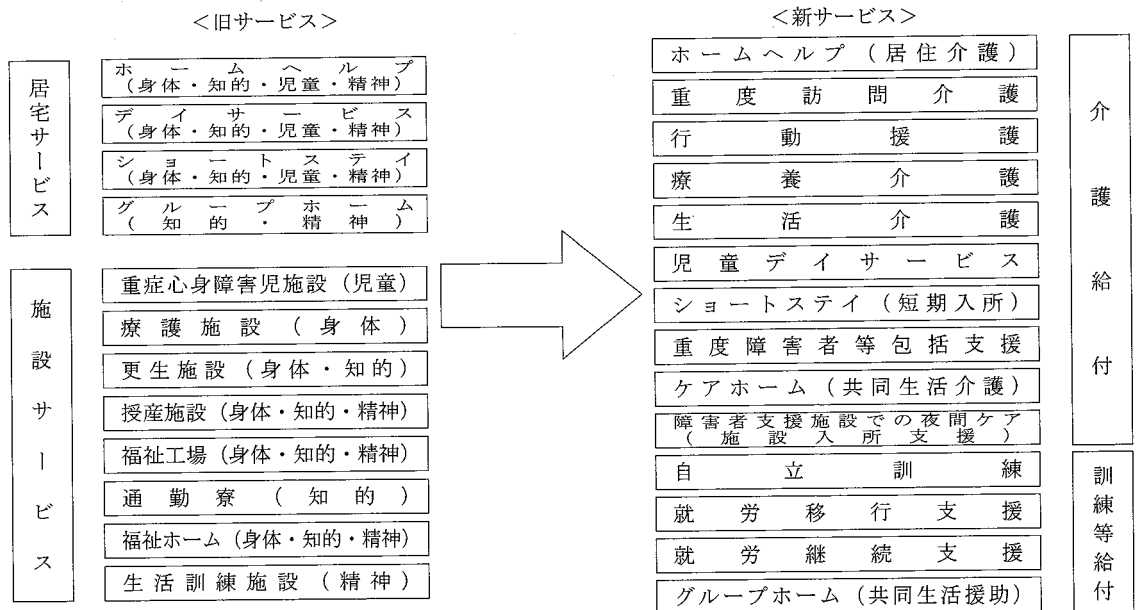 ＜旧サービス＞
居宅サービス
ホームヘルプ
（身体・知的・児童・精神）
デイサービス
（身体・知的・児童・精神）
ショートステイ
（身体・知的・児童・精神）
グループホーム
（知的・精神）
施設サービス
重症心身障害児施設（児童）
療護施設（身体）
更生施設（身体・知的）
授産施設（身体・知的・精神）
福祉工場（身体・知的・精神）
通勤寮（知的）
福祉ホーム（身体・知的・精神）
生活訓練施設（精神）
＜新サービス＞
ホームヘルプ（居住介護）
重度訪問介護
行動援護
療養介護
生活介護
児童デイサービス
ショートステイ（短期入所）
重度障害者等包括支援
ケアホーム（共同生活介護）
障害者支援施設での夜間ケア
（施設入所支援）
介護給付
自立訓練
就労移行支援
就労継続支援
グループホーム（共同生活援助）
訓練等給付